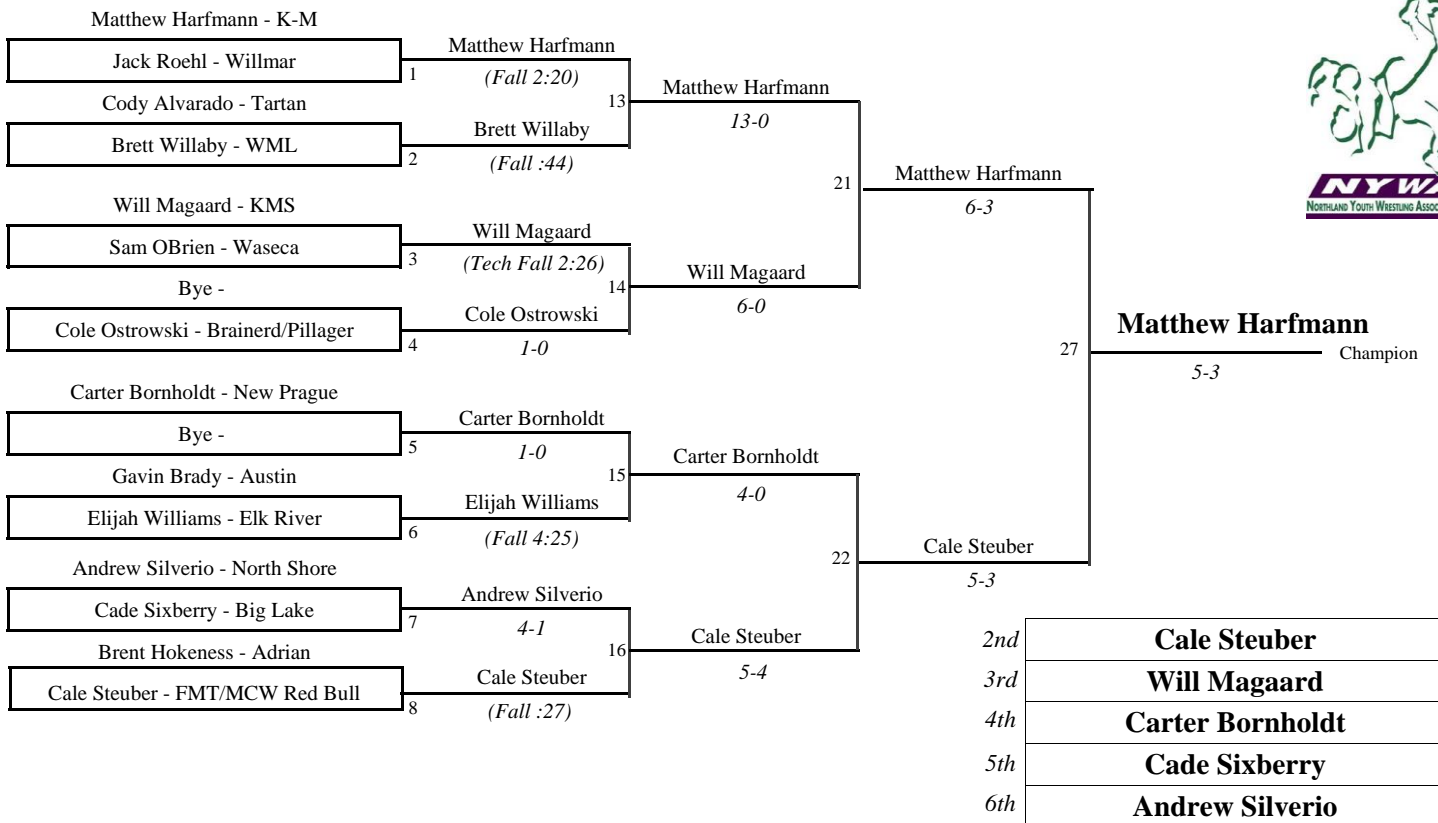 Matthew Harfmann - K-M
Jack Roehl - Willmar
1
Cody Alvarado - Tartan
Brett Willaby - WML
2
Will Magaard - KMS
Sam OBrien - Waseca
3
Bye -
Cole Ostrowski - Brainerd/Pillager
4
Carter Bornholdt - New Prague
Bye -
5
Gavin Brady - Austin
Elijah Williams - Elk River
6
Andrew Silverio - North Shore
Cade Sixberry - Big Lake
7
Brent Hokeness - Adrian
Cale Steuber - FMT/MCW Red Bull
8
Matthew Harfmann
(Fall 2:20)
13
Brett Willaby
(Fall :44)
Will Magaard
(Tech Fall 2:26)
14
Cole Ostrowski
1-0
Carter Bornholdt
1-0
15
Elijah Williams
(Fall 4:25)
Andrew Silverio
4-1
16
Cale Steuber
(Fall :27)
Matthew Harfmann
13-0
21
Will Magaard
6-0
Carter Bornholdt
4-0
22
Cale Steuber
5-4
Matthew Harfmann
6-3
27
Cale Steuber
5-3
Matthew Harfmann
Champion
5-3
NORTHLAND YOUTH WRESTLING
2nd Cale Steuber
3rd Will Magaard
4th Carter Bornholdt
5th Cade Sixberry
6th Andrew Silverio